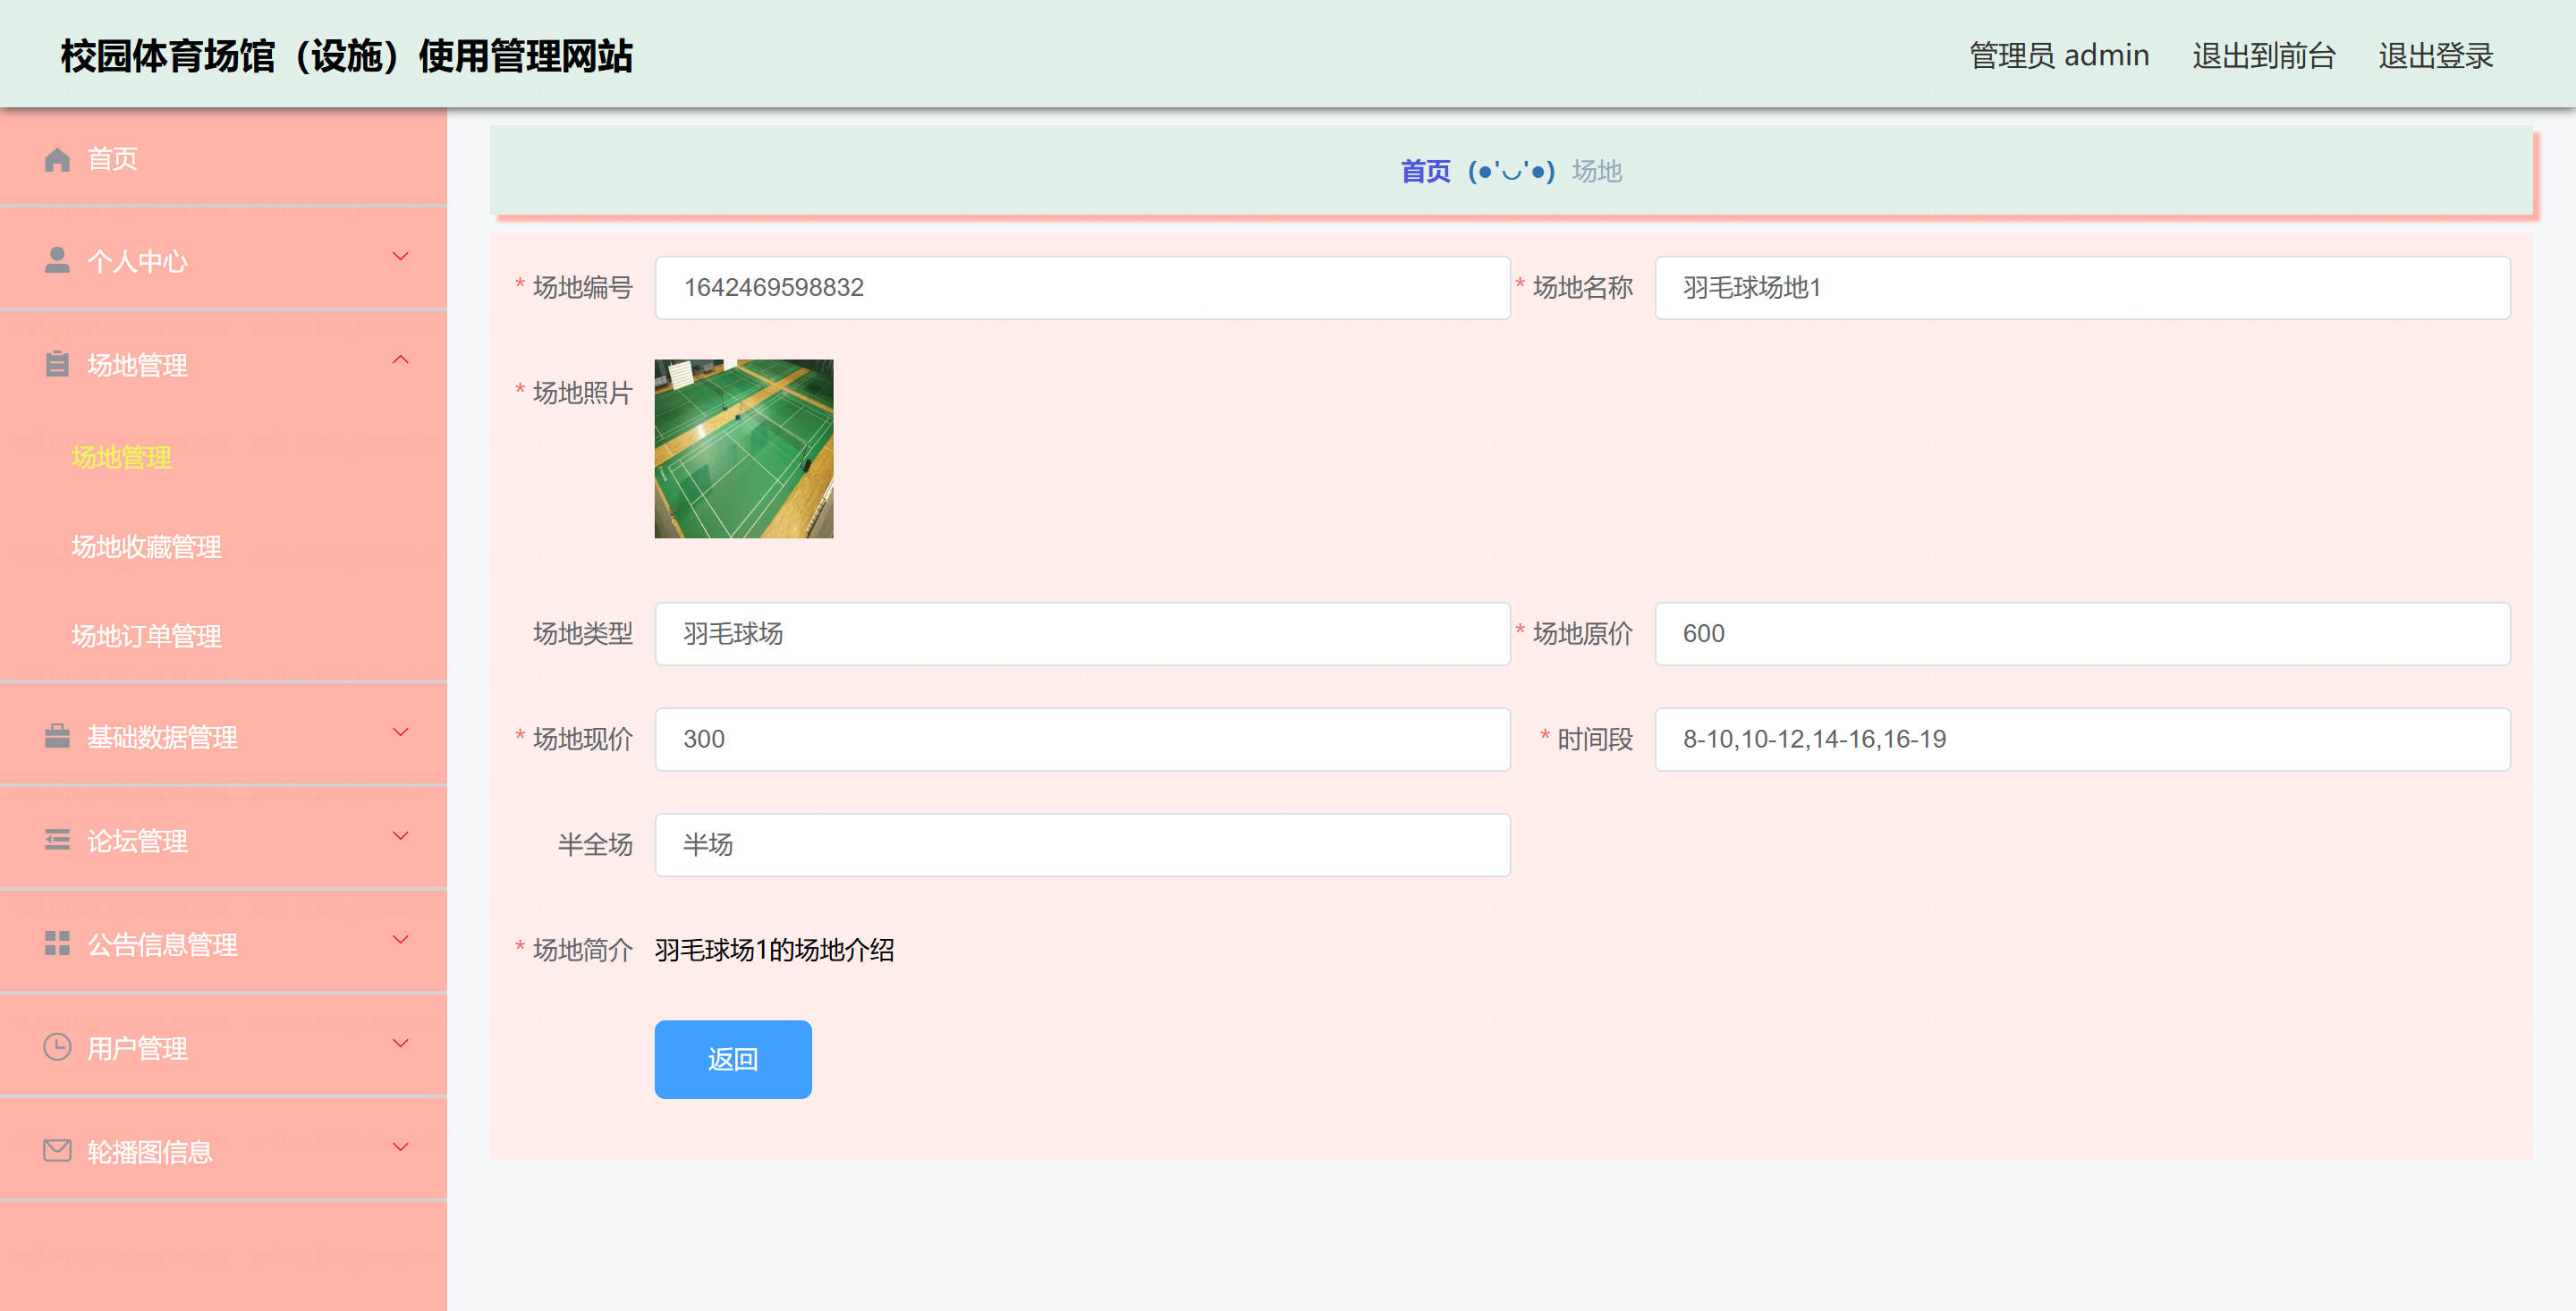 校园体育场馆（设施）使用管理网站
管理员 admin 退出到前台 退出登录
首页
个人中心
场地管理
场地管理
场地收藏管理
场地订单管理
基础数据管理
论坛管理
公告信息管理
用户管理
轮播图信息
首页 (●'◡'●) 场地
* 场地编号 1642469598832 * 场地名称 羽毛球场地1
* 场地照片
场地类型 羽毛球场 * 场地原价 600
* 场地现价 300 * 时间段 8-10,10-12,14-16,16-19
半全场 半场
* 场地简介 羽毛球场1的场地介绍
返回